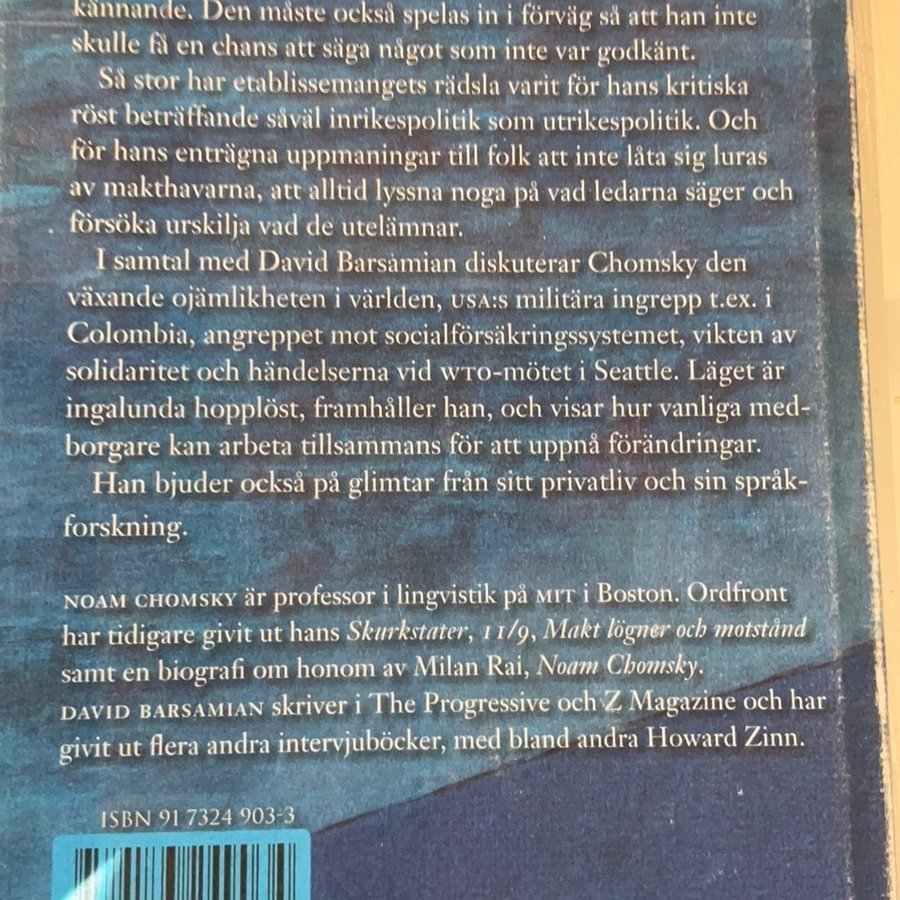 kännande. Den måste också spelas in i förväg så att han inte
skulle få en chans att säga något som inte var godkänt.
Så stor har etablissemangets rädsla varit för hans kritiska
röst beträffande såväl inrikespolitik som utrikespolitik. Och
för hans enträgna uppmaningar till folk att inte låta sig luras
av makthavarna, att alltid lyssna noga på vad ledarna säger och
försöka urskilja vad de utelämnar.
I samtal med David Barsamian diskuterar Chomsky den
växande ojämlikheten i världen, USA:s militära ingrepp t.ex. i
Colombia, angreppet mot socialförsäkringssystemet, vikten av
solidaritet och händelserna vid WTO-mötet i Seattle. Läget är
ingalunda hopplöst, framhåller han, och visar hur vanliga med-
borgare kan arbeta tillsammans för att uppnå förändringar.
Han bjuder också på glimtar från sitt privatliv och sin språk-
forskning.
NOAM CHOMSKY är professor i lingvistik på MIT i Boston. Ordfront
har tidigare givit ut hans Skurkstater, 11/9, Makt lögner och motstånd
samt en biografi om honom av Milan Rai, Noam Chomsky.
DAVID BARSAMIAN skriver i The Progressive och Z Magazine och har
givit ut flera andra intervjuböcker, med bland andra Howard Zinn.
ISBN 91 7324 903-3